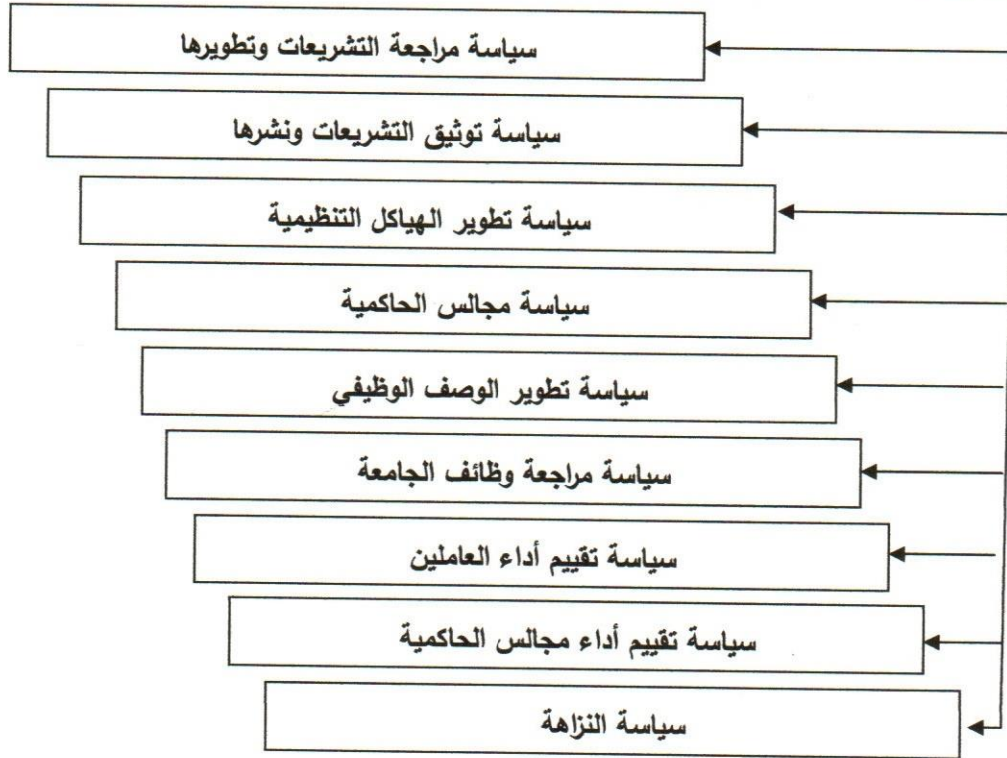 سياسة مراجعة التشريعات وتطويرها
سياسة توثيق التشريعات ونشرها
سياسة تطوير الهياكل التنظيمية
سياسة مجالس الحاكمية
سياسة تطوير الوصف الوظيفي
سياسة مراجعة وظائف الجامعة
سياسة تقييم أداء العاملين
سياسة تقييم أداء مجالس الحاكمية
سياسة النزاهة